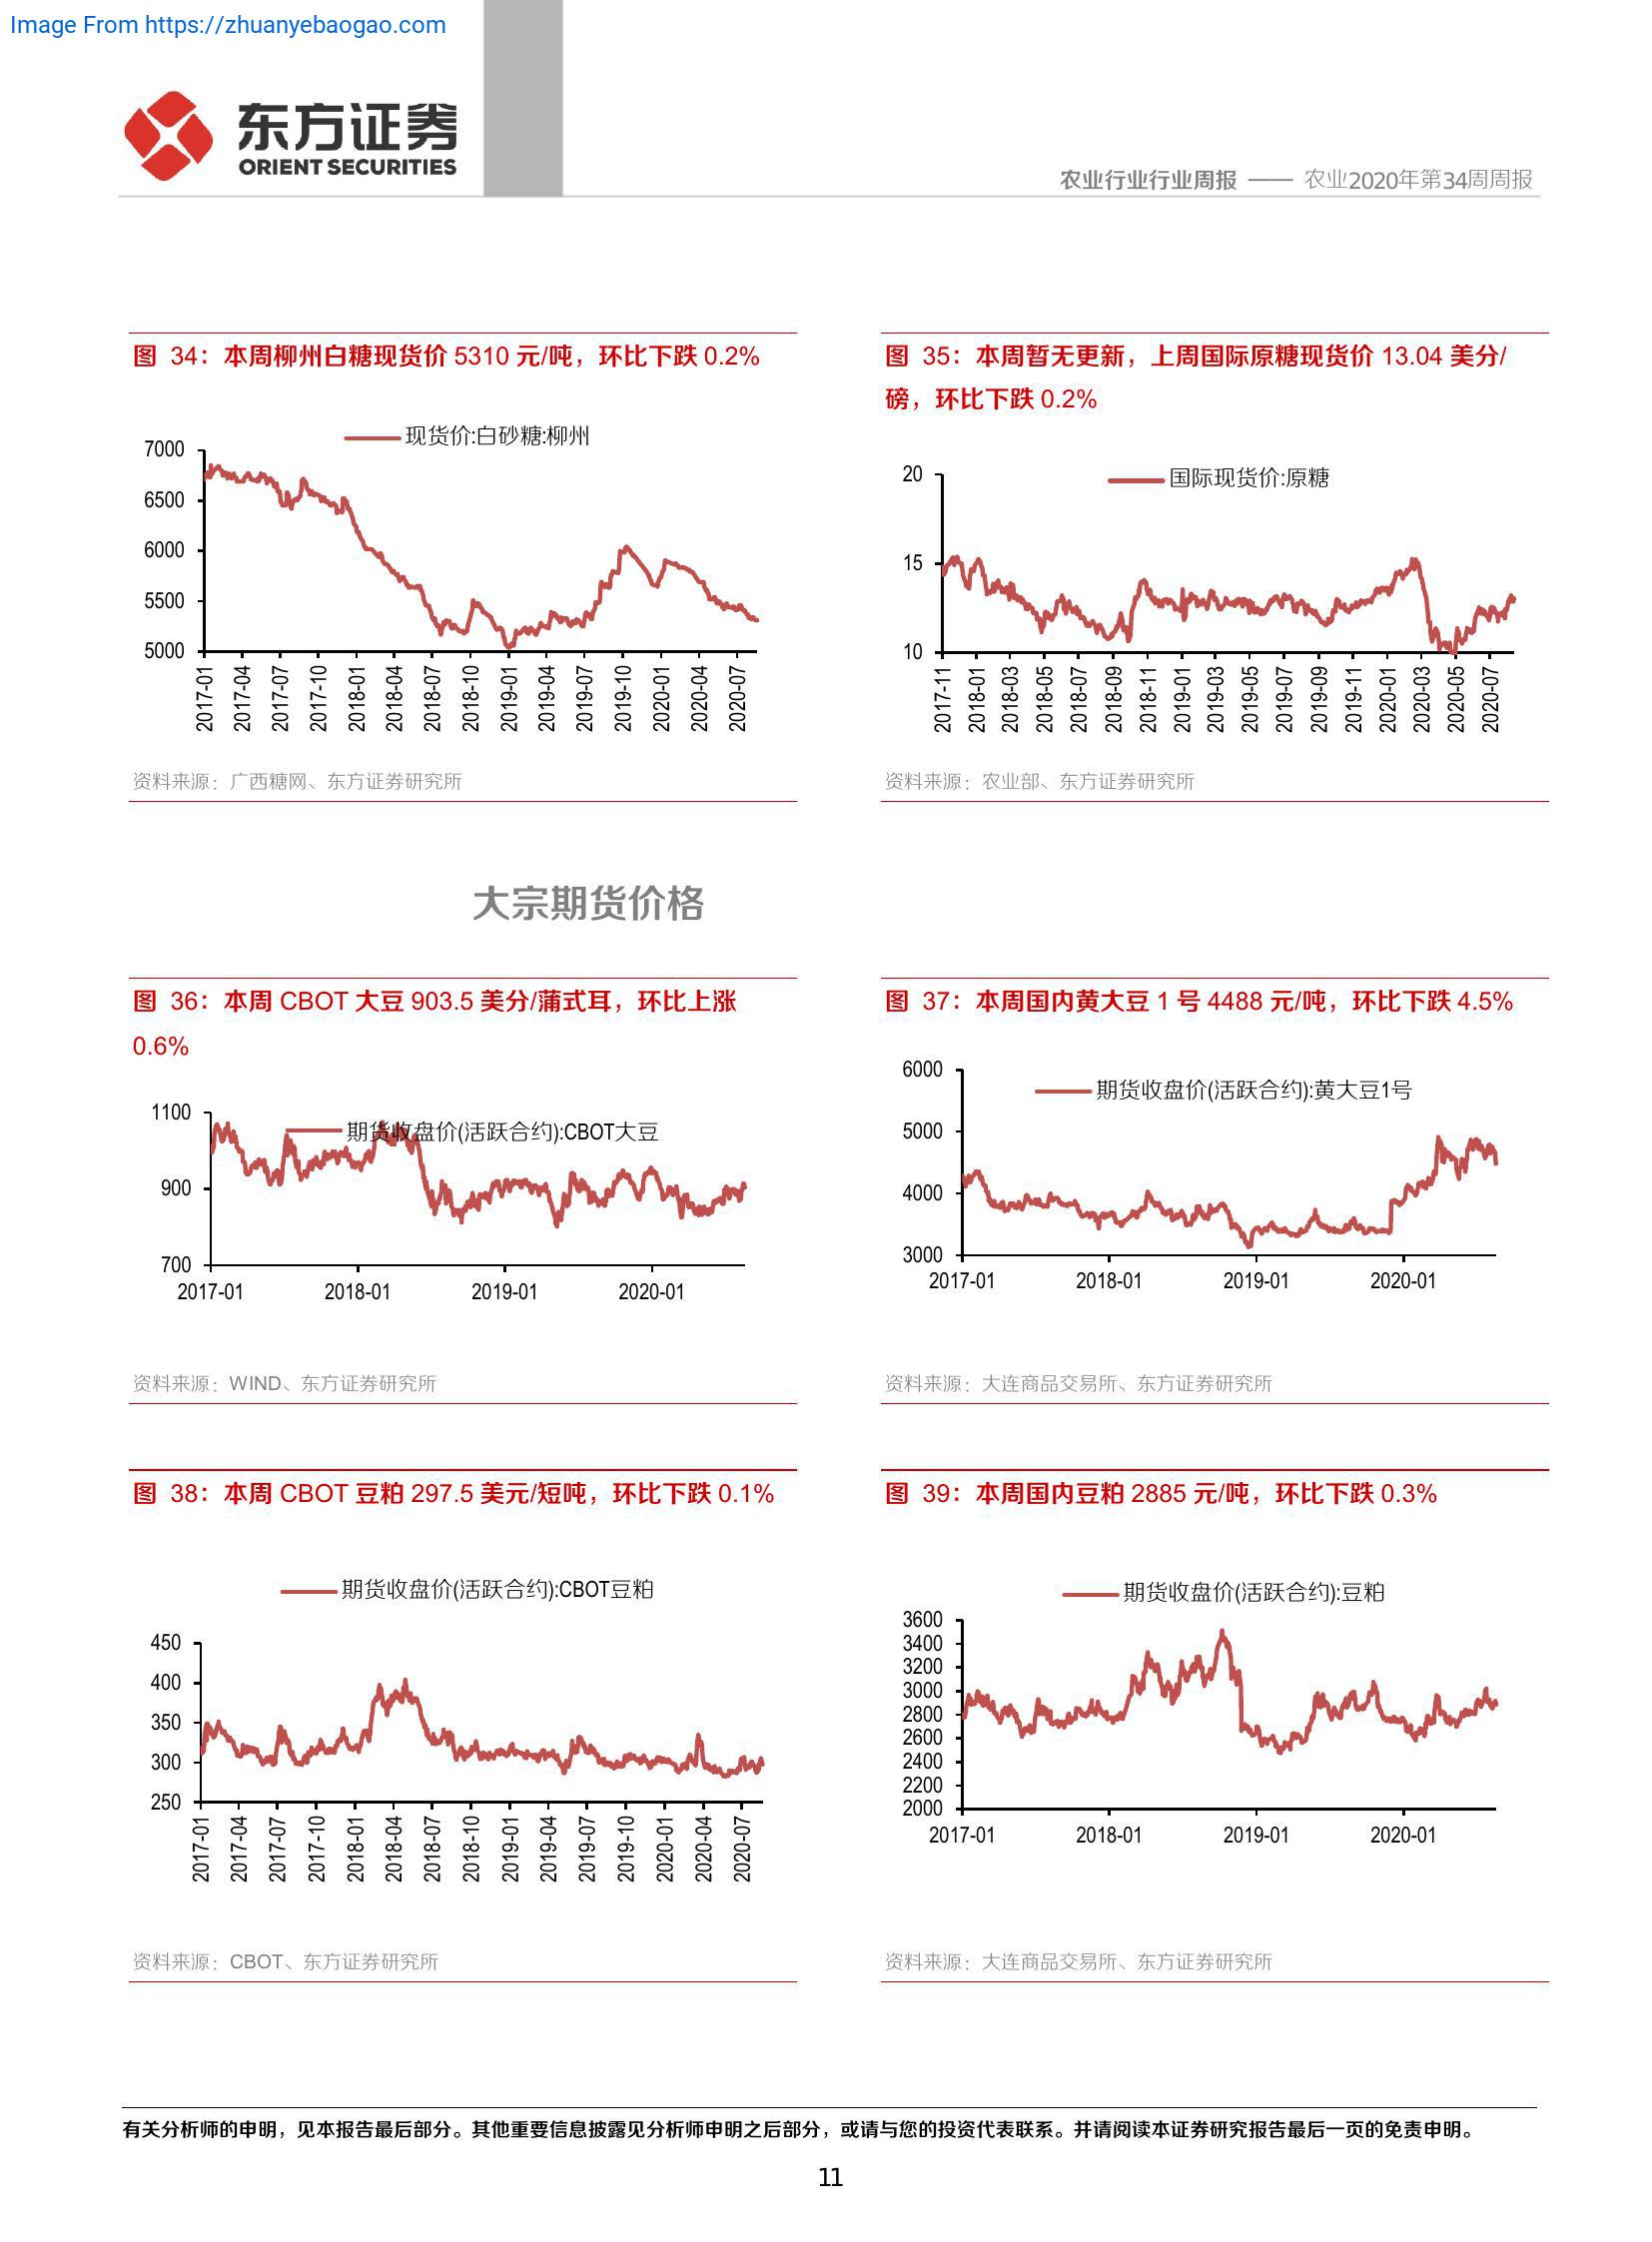 Image From https://zhuanyebaogao.com
东方证券
ORIENT SECURITIES
农业行业行业周报 —— 农业2020年第34周周报
图 34：本周柳州白糖现货价 5310 元/吨，环比下跌 0.2%
现货价:白砂糖:柳州
7000
6500
6000
5500
5000
2017-01 2017-04 2017-07 2017-10 2018-01 2018-04 2018-07 2018-10 2019-01 2019-04 2019-07 2019-10 2020-01 2020-04 2020-07
资料来源：广西糖网、东方证券研究所
图 35：本周暂无更新，上周国际原糖现货价 13.04 美分/
磅，环比下跌 0.2%
国际现货价:原糖
20
15
10
2017-11 2018-01 2018-03 2018-05 2018-07 2018-09 2018-11 2019-01 2019-03 2019-05 2019-07 2019-09 2019-11 2020-01 2020-03 2020-05 2020-07
资料来源：农业部、东方证券研究所
大宗期货价格
图 36：本周 CBOT 大豆 903.5 美分/蒲式耳，环比上涨
0.6%
期货收盘价(活跃合约):CBOT大豆
1100
900
700
2017-01 2018-01 2019-01 2020-01
资料来源：WIND、东方证券研究所
图 37：本周国内黄大豆 1 号 4488 元/吨，环比下跌 4.5%
期货收盘价(活跃合约):黄大豆1号
6000
5000
4000
3000
2017-01 2018-01 2019-01 2020-01
资料来源：大连商品交易所、东方证券研究所
图 38：本周 CBOT 豆粕 297.5 美元/短吨，环比下跌 0.1%
期货收盘价(活跃合约):CBOT豆粕
450
400
350
300
250
2017-01 2017-04 2017-07 2017-10 2018-01 2018-04 2018-07 2018-10 2019-01 2019-04 2019-07 2019-10 2020-01 2020-04 2020-07
资料来源：CBOT、东方证券研究所
图 39：本周国内豆粕 2885 元/吨，环比下跌 0.3%
期货收盘价(活跃合约):豆粕
3600
3400
3200
3000
2800
2600
2400
2200
2000
2017-01 2018-01 2019-01 2020-01
资料来源：大连商品交易所、东方证券研究所
有关分析师的申明，见本报告最后部分。其他重要信息披露见分析师申明之后部分，或请与您的投资代表联系。并请阅读本证券研究报告最后一页的免责申明。
11